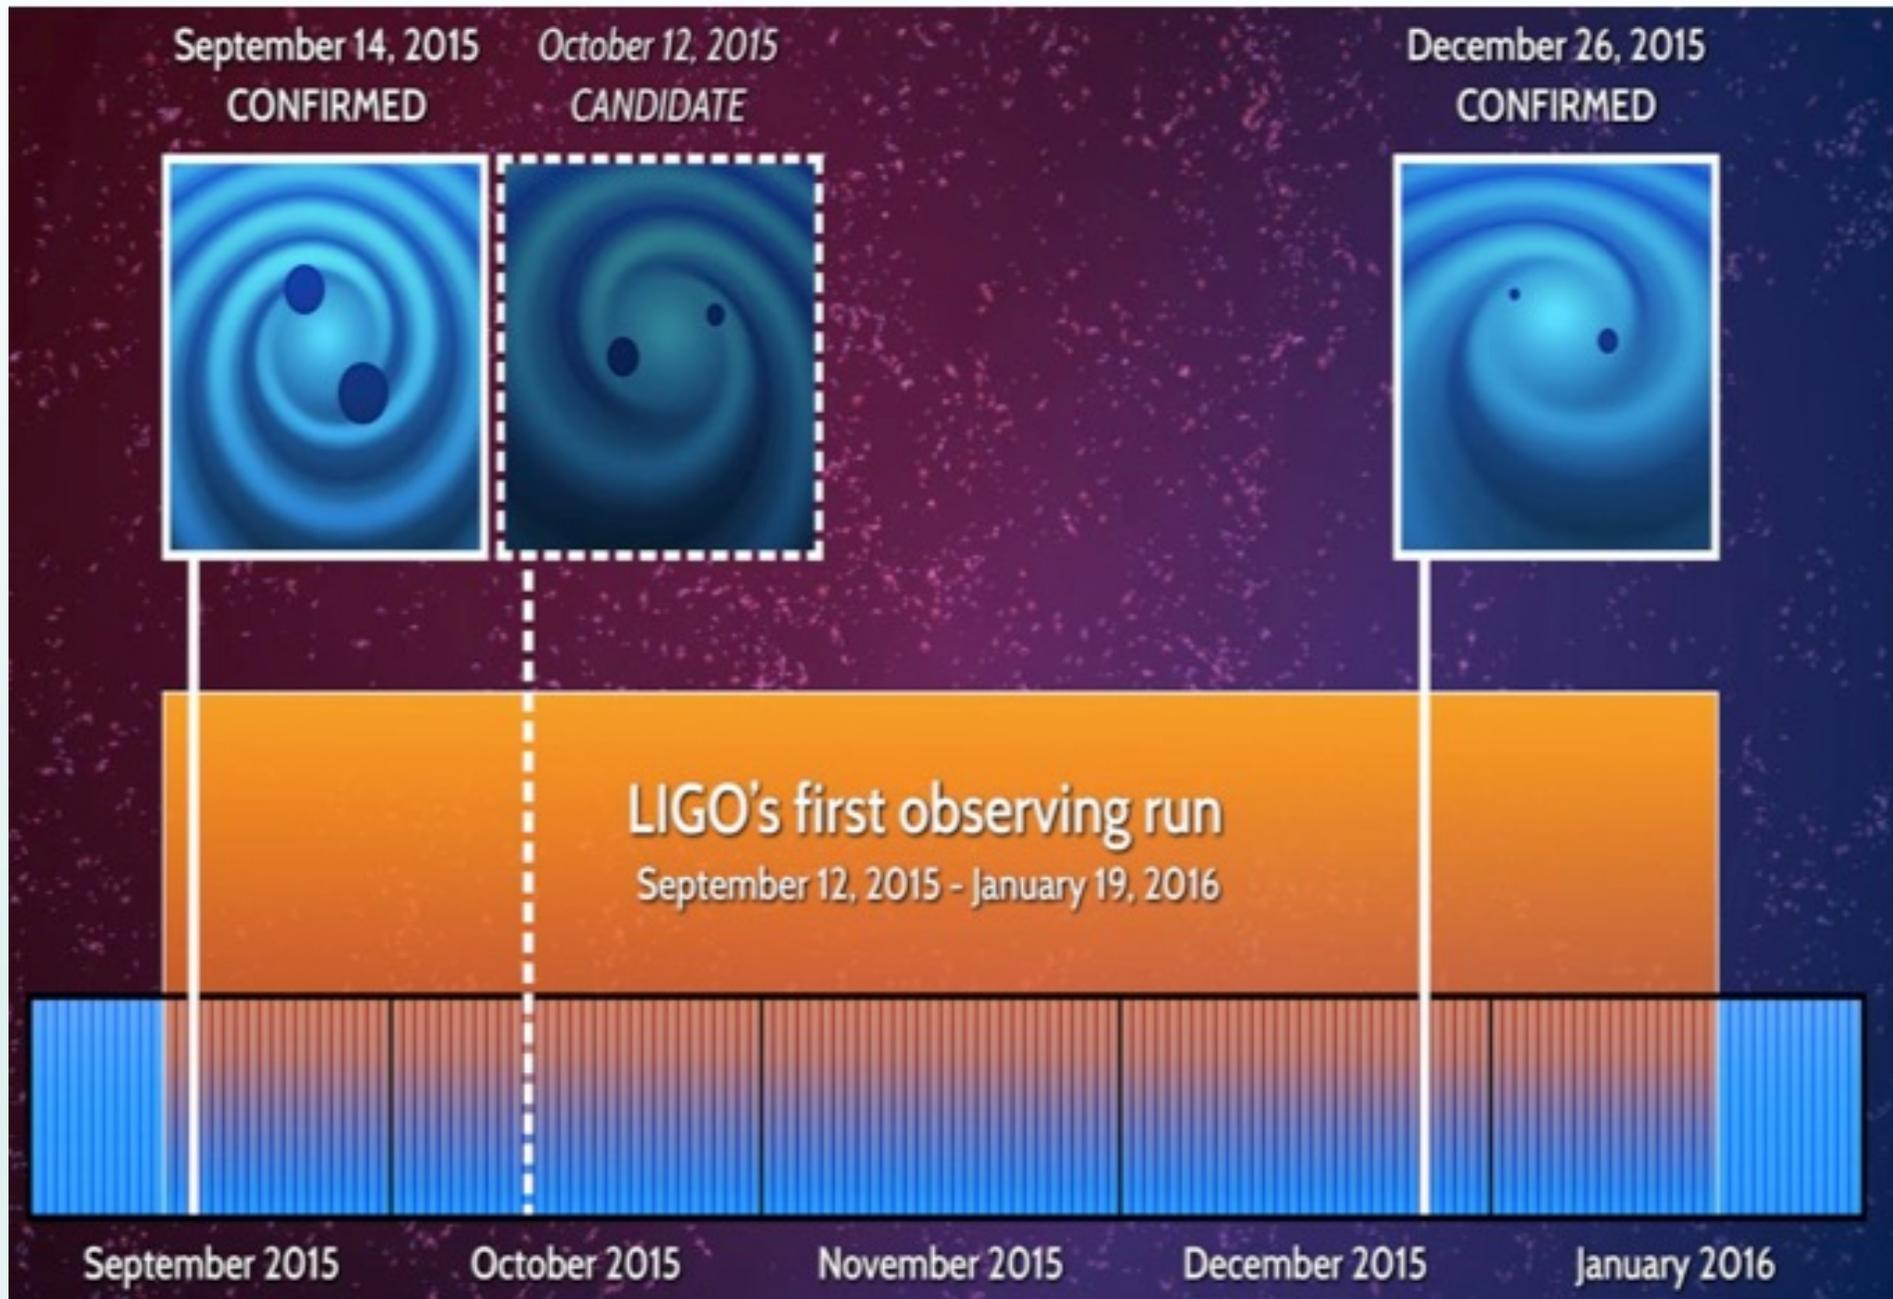 September 14, 2015
CONFIRMED
October 12, 2015
CANDIDATE
December 26, 2015
CONFIRMED
LIGO's first observing run
September 12, 2015 - January 19, 2016
September 2015
October 2015
November 2015
December 2015
January 2016